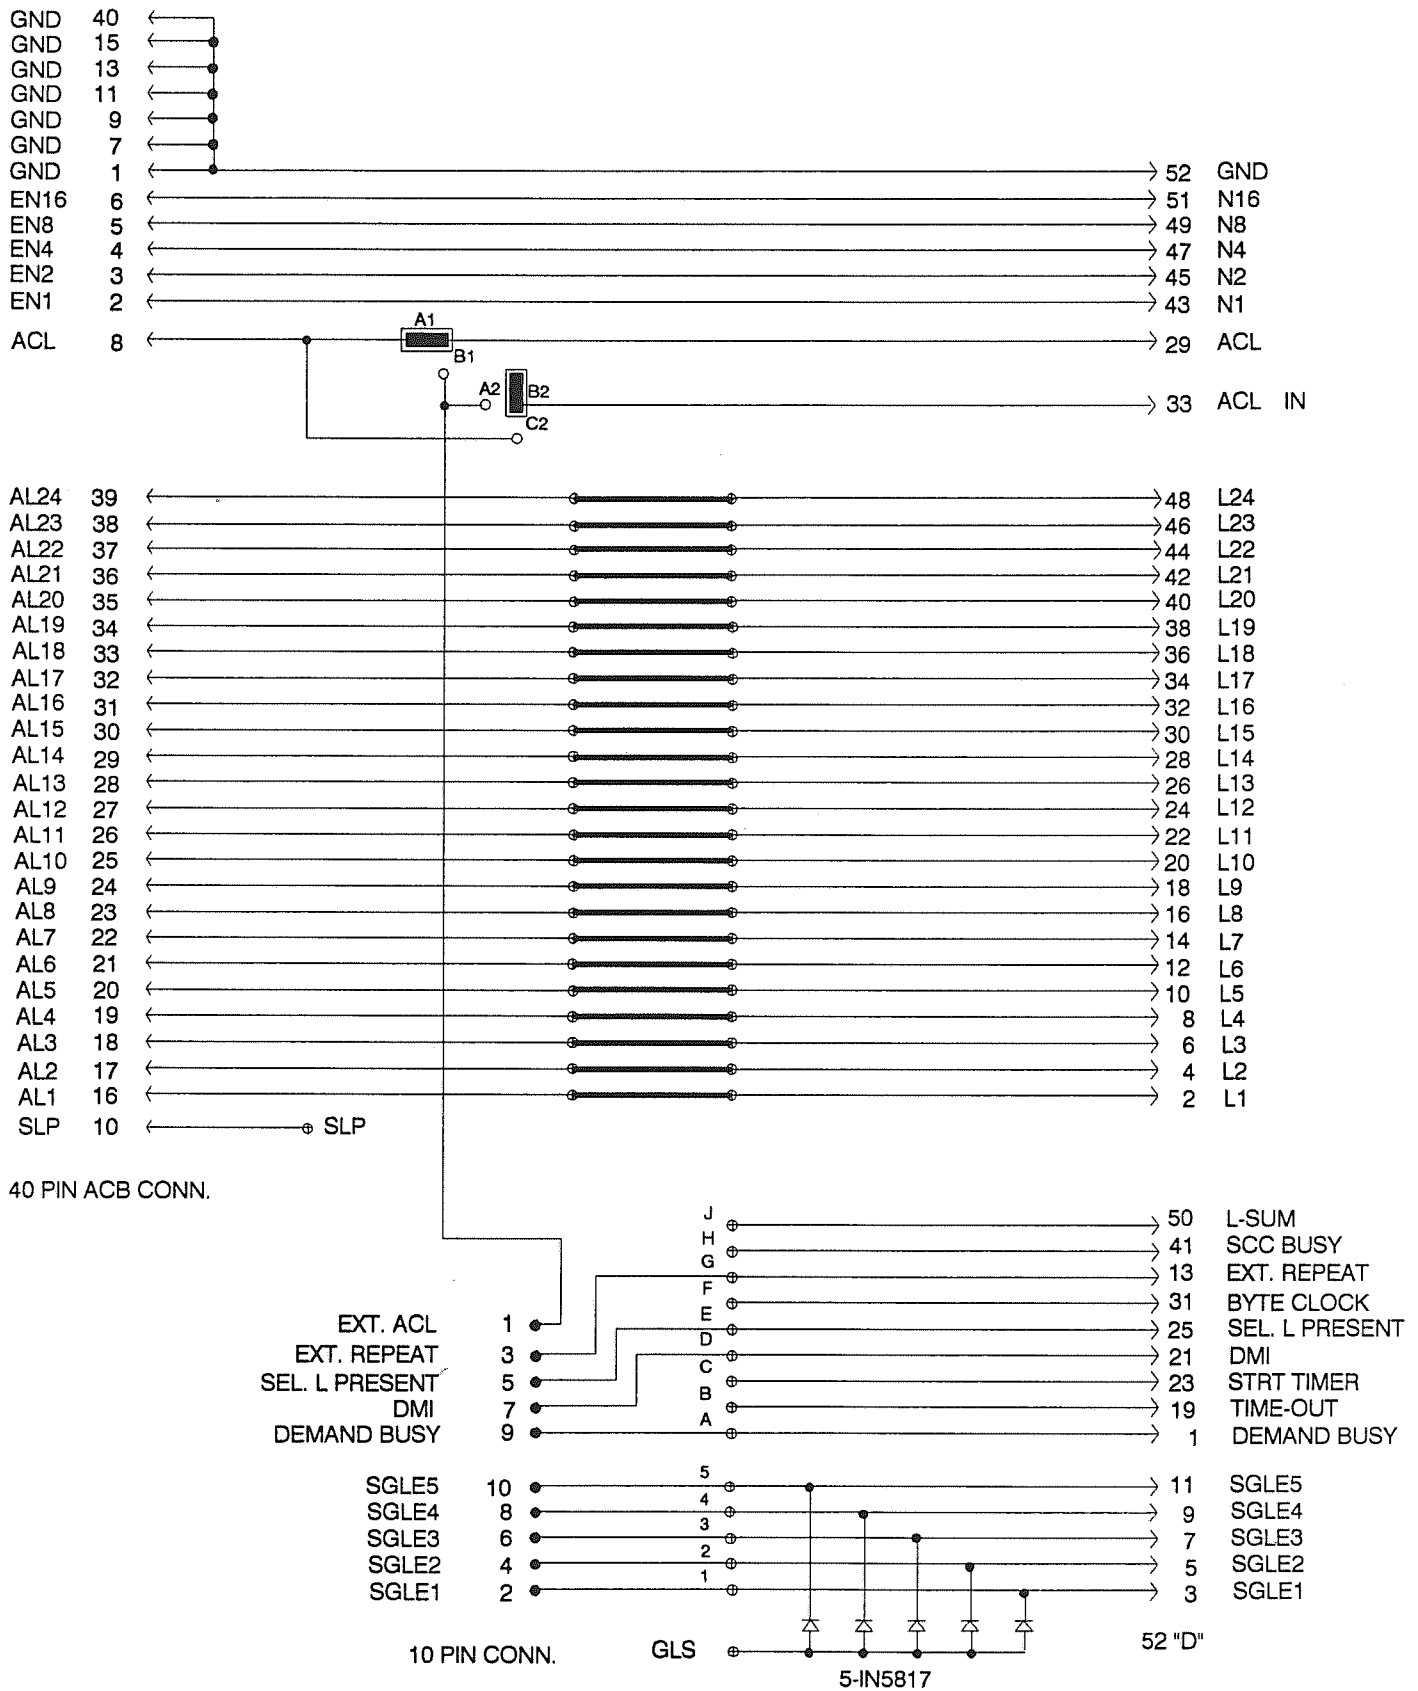 GND 40
GND 15
GND 13
GND 11
GND 9
GND 7
GND 1 52 GND
EN16 6 51 N16
EN8 5 49 N8
EN4 4 47 N4
EN2 3 45 N2
EN1 2 43 N1
A1
ACL 8 29 ACL
B1
A2 B2 33 ACL IN
C2
AL24 39 48 L24
AL23 38 46 L23
AL22 37 44 L22
AL21 36 42 L21
AL20 35 40 L20
AL19 34 38 L19
AL18 33 36 L18
AL17 32 34 L17
AL16 31 32 L16
AL15 30 30 L15
AL14 29 28 L14
AL13 28 26 L13
AL12 27 24 L12
AL11 26 22 L11
AL10 25 20 L10
AL9 24 18 L9
AL8 23 16 L8
AL7 22 14 L7
AL6 21 12 L6
AL5 20 10 L5
AL4 19 8 L4
AL3 18 6 L3
AL2 17 4 L2
AL1 16 2 L1
SLP 10 SLP
40 PIN ACB CONN.
J 50 L-SUM
H 41 SCC BUSY
G 13 EXT. REPEAT
F 31 BYTE CLOCK
EXT. ACL 1 E 25 SEL. L PRESENT
EXT. REPEAT 3 D 21 DMI
SEL. L PRESENT 5 C 23 STRT TIMER
DMI 7 B 19 TIME-OUT
DEMAND BUSY 9 A 1 DEMAND BUSY
SGLE5 10 5 11 SGLE5
SGLE4 8 4 9 SGLE4
SGLE3 6 3 7 SGLE3
SGLE2 4 2 5 SGLE2
SGLE1 2 1 3 SGLE1
52 "D"
10 PIN CONN. GLS
5-IN5817